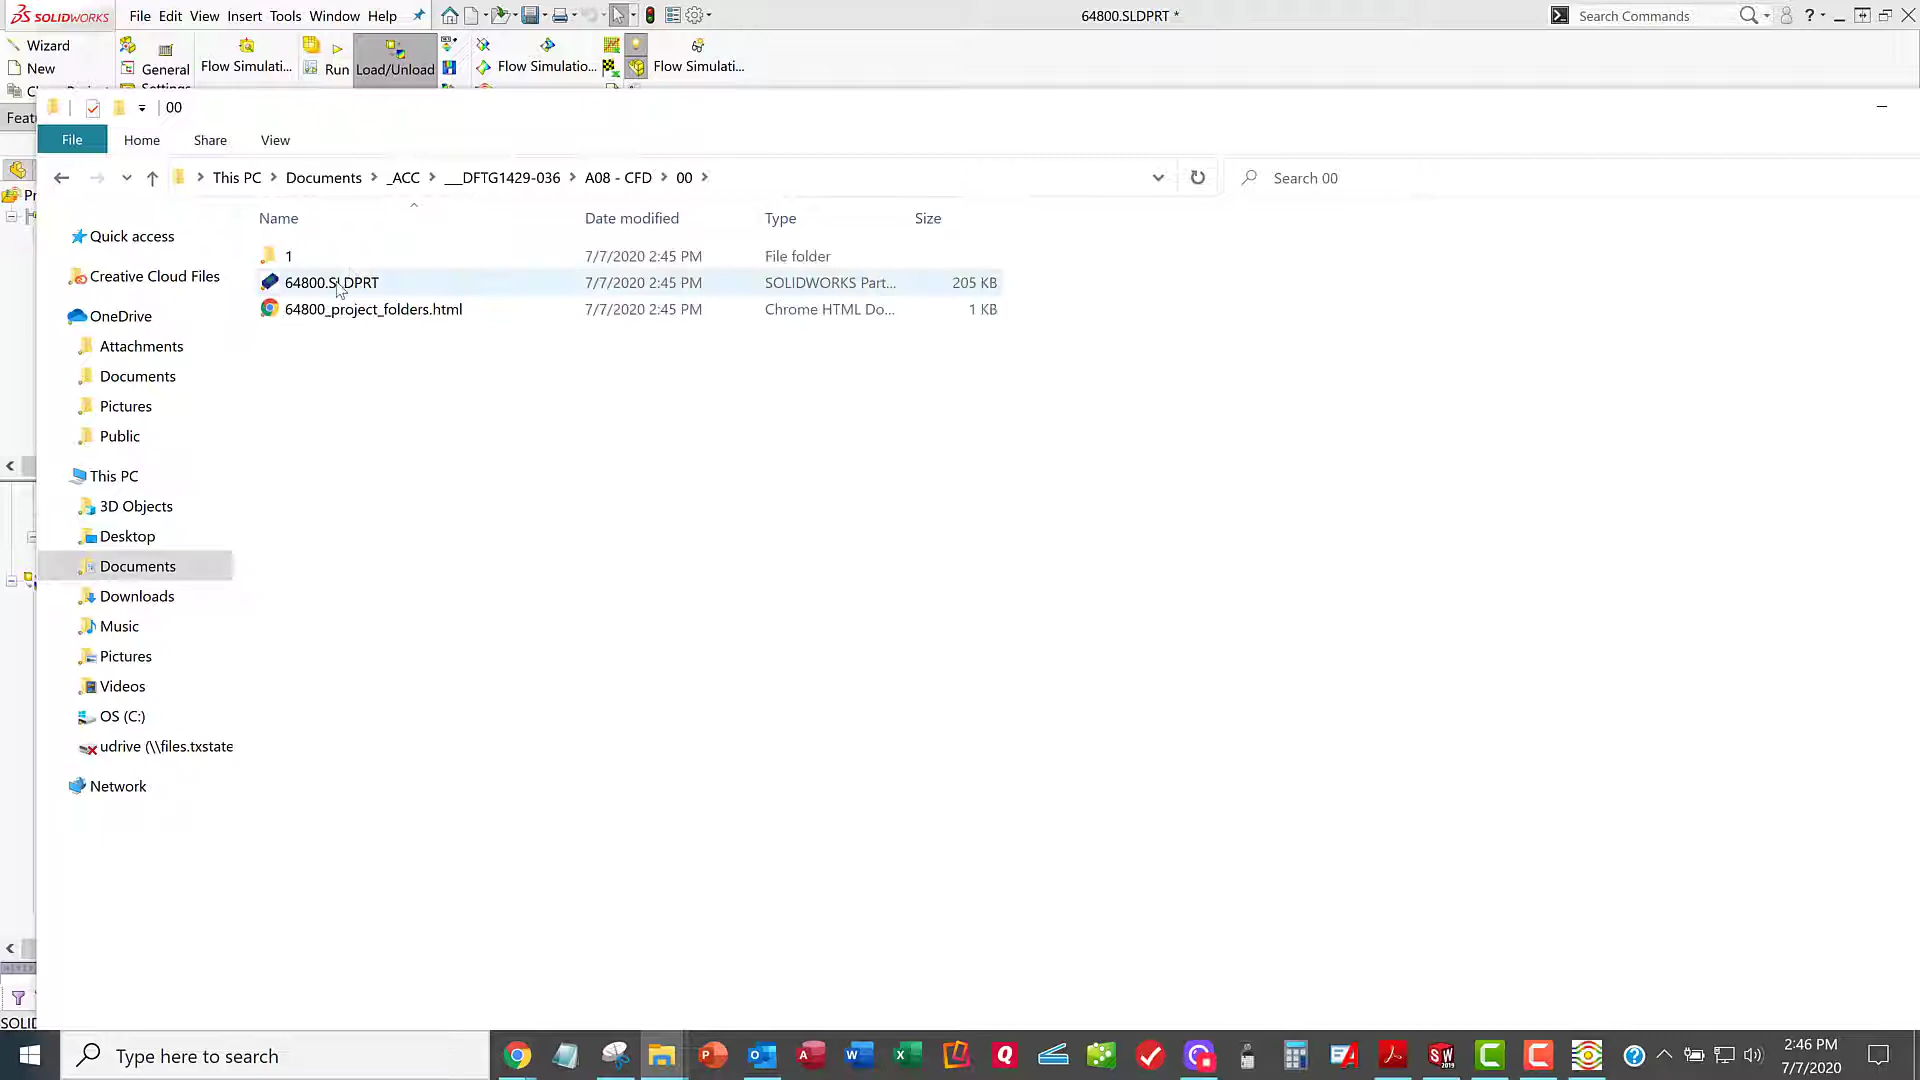 SOLIDWORKS File Edit View Insert Tools Window Help 64800.SLDPRT * Search Commands ?
Wizard
New
General
Flow Simulation...
Run
Load/Unload
Flow Simulatio...
Flow Simulati...
00
File Home Share View
This PC > Documents > _ACC > ___DFTG1429-036 > A08 - CFD > 00 > Search 00
Name Date modified Type Size
1 7/7/2020 2:45 PM File folder
64800.SLDPRT 7/7/2020 2:45 PM SOLIDWORKS Part... 205 KB
64800_project_folders.html 7/7/2020 2:45 PM Chrome HTML Do... 1 KB
Quick access
Creative Cloud Files
OneDrive
Attachments
Documents
Pictures
Public
This PC
3D Objects
Desktop
Documents
Downloads
Music
Pictures
Videos
OS (C:)
udrive (\\files.txstate
Network
SOLI
Type here to search
2:46 PM
7/7/2020